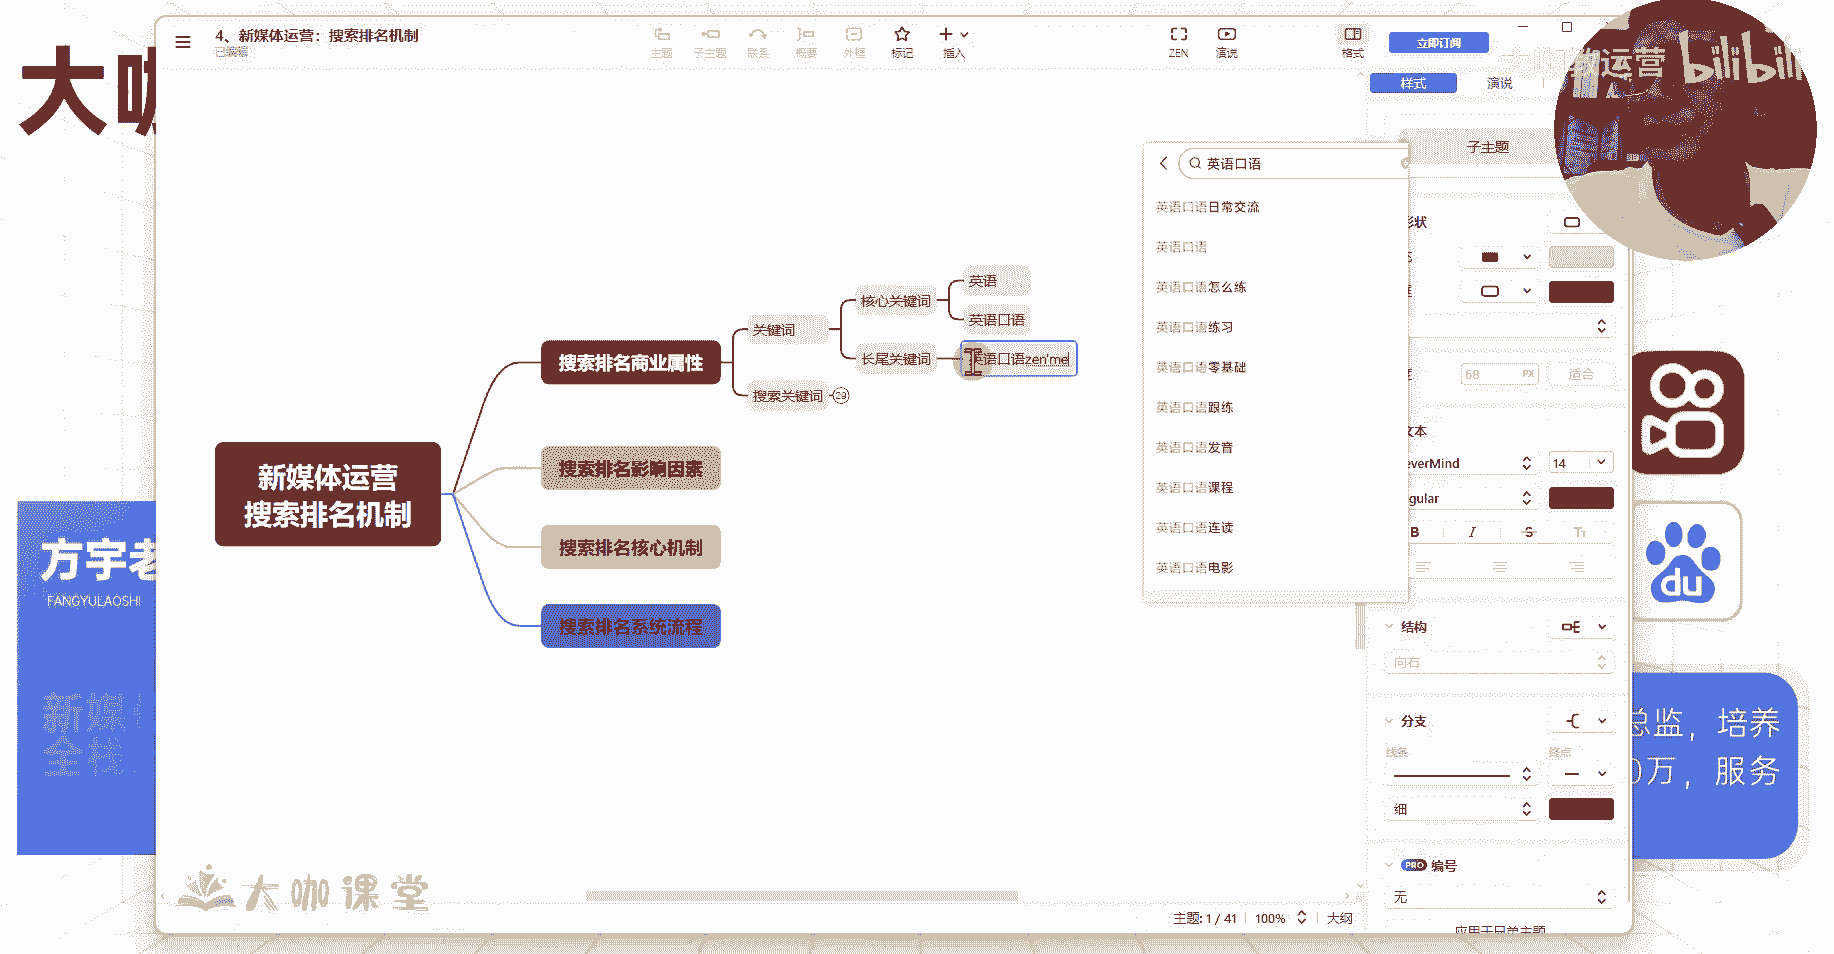 4、新媒体运营：搜索排名机制
已编辑
主题
子主题
联系
概要
外框
标记
插入
ZEN
演说
格式
立即订阅
教运营
bilibili
大咖
样式
演说
子主题
英语口语
英语口语日常交流
英语口语
英语口语怎么练
英语口语练习
英语口语零基础
英语口语跟练
英语口语发音
英语口语课程
英语口语连读
英语口语电影
新媒体运营
搜索排名机制
搜索排名商业属性
搜索排名影响因素
搜索排名核心机制
搜索排名系统流程
关键词
搜索关键词
29
核心关键词
长尾关键词
英语
英语口语
英语口语zen'me
形状
68
PX
适合
文本
everMind
14
gular
B
I
S
Tт
结构
向右
分支
线条
终点
细
PRO
编号
无
应用于兄弟主题
主题: 1 / 41
100%
大纲
方宇老
FANGYULAOSHI
新媒
全栈
大咖课堂
du
总监，培养
0万，服务